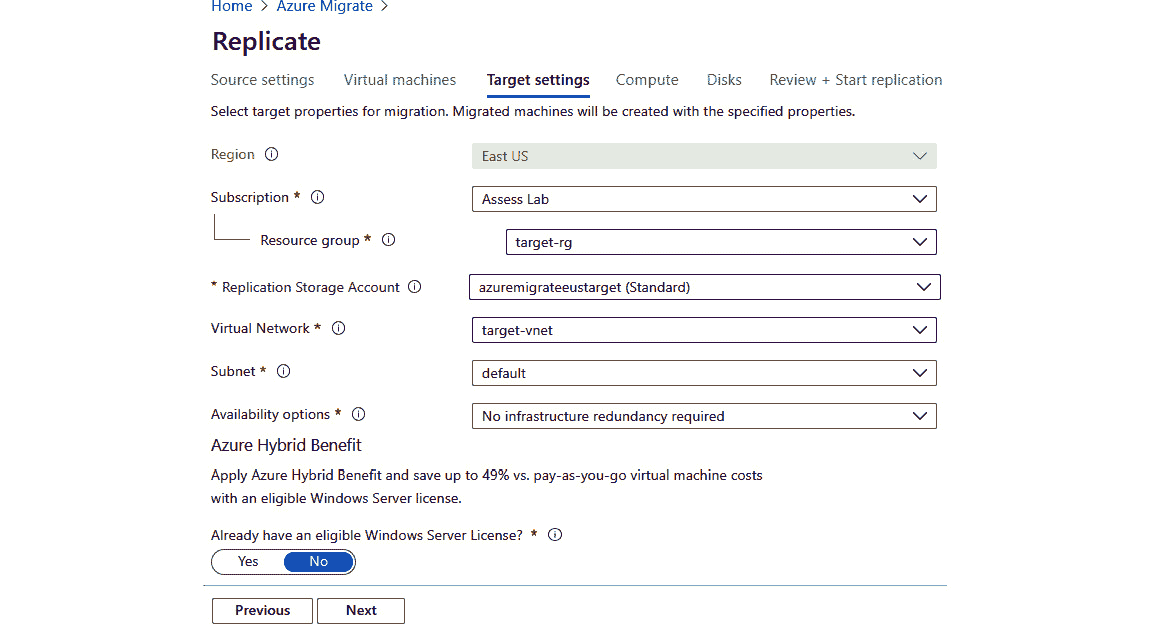 Home > Azure Migrate >
Replicate
Source settings Virtual machines Target settings Compute Disks Review + Start replication
Select target properties for migration. Migrated machines will be created with the specified properties.
Region East US
Subscription * Assess Lab
Resource group * target-rg
* Replication Storage Account azuremigrateeustarget (Standard)
Virtual Network * target-vnet
Subnet * default
Availability options * No infrastructure redundancy required
Azure Hybrid Benefit
Apply Azure Hybrid Benefit and save up to 49% vs. pay-as-you-go virtual machine costs
with an eligible Windows Server license.
Already have an eligible Windows Server License? *
Yes No
Previous Next